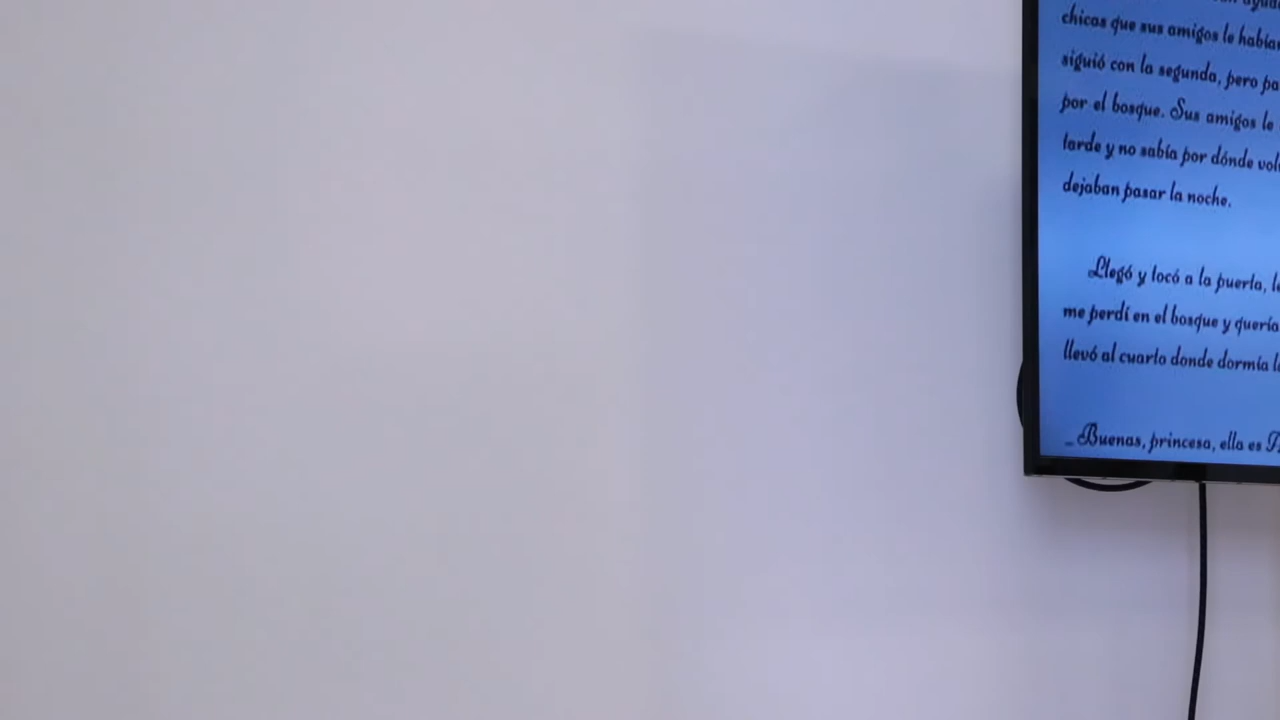 chicas que sus amigos le habían
siguió con la segunda, pero
por el bosque. Sus amigos le
tarde y no sabía por dónde
dejaban pasar la noche.
Llegó y tocó a la puerta,
me perdí en el bosque y quería
llevó al cuarto donde dormía
_ Buenas, princesa, ella es